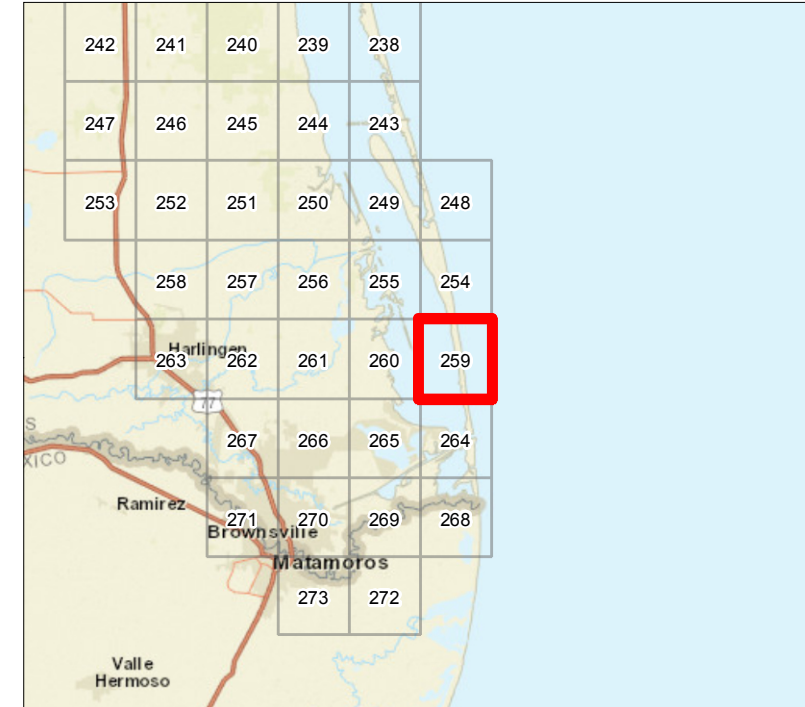 242 241 240 239 238
247 246 245 244 243
253 252 251 250 249 248
258 257 256 255 254
Harlingen
263 262 261 260 259
77
S
267 266 265 264
XICO
Ramirez
271 270 269 268
Brownsville
Matamoros
273 272
Valle
Hermoso